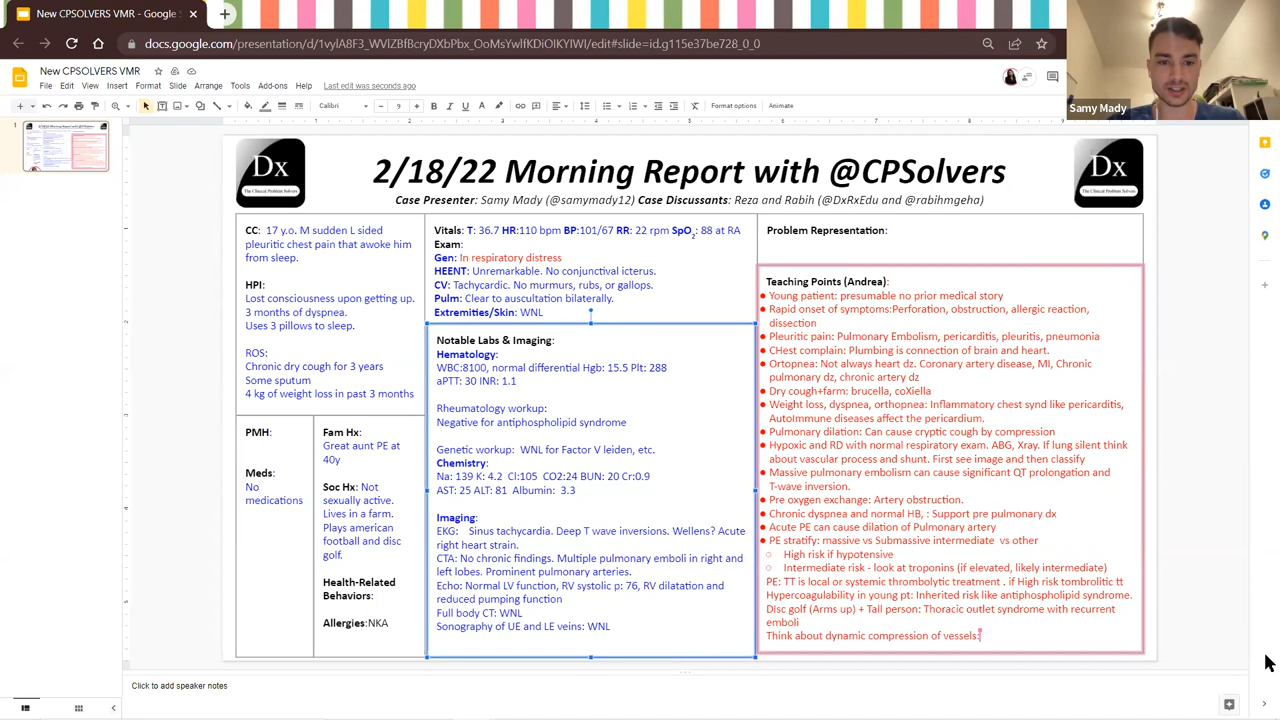 New CPSOLVERS VMR - Google S
docs.google.com/presentation/d/1vylA8F3_WVlZBfBcryDXbPbx_OoMsYwlfKDiOIKYIWI/edit#slide=id.g115e37be728_0_0
New CPSOLVERS VMR
File Edit View Insert Format Slide Arrange Tools Add-ons Help Last edit was seconds ago
Calibri - 9 + B I U A Format options Animate
Samy Mady
1
Dx
The Clinical Problem Solvers
2/18/22 Morning Report with @CPSolvers
Case Presenter: Samy Mady (@samymady12) Case Discussants: Reza and Rabih (@DxRxEdu and @rabihmgeha)
Dx
The Clinical Problem Solvers
CC: 17 y.o. M sudden L sided
pleuritic chest pain that awoke him
from sleep.
HPI:
Lost consciousness upon getting up.
3 months of dyspnea.
Uses 3 pillows to sleep.
ROS:
Chronic dry cough for 3 years
Some sputum
4 kg of weight loss in past 3 months
PMH:
Meds:
No
medications
Fam Hx:
Great aunt PE at
40y
Soc Hx: Not
sexually active.
Lives in a farm.
Plays american
football and disc
golf.
Health-Related
Behaviors:
Allergies:NKA
Vitals: T: 36.7 HR:110 bpm BP:101/67 RR: 22 rpm SpO2: 88 at RA
Exam:
Gen: In respiratory distress
HEENT: Unremarkable. No conjunctival icterus.
CV: Tachycardic. No murmurs, rubs, or gallops.
Pulm: Clear to auscultation bilaterally.
Extremities/Skin: WNL
Notable Labs & Imaging:
Hematology:
WBC:8100, normal differential Hgb: 15.5 Plt: 288
aPTT: 30 INR: 1.1
Rheumatology workup:
Negative for antiphospholipid syndrome
Genetic workup: WNL for Factor V leiden, etc.
Chemistry:
Na: 139 K: 4.2 Cl:105 CO2:24 BUN: 20 Cr:0.9
AST: 25 ALT: 81 Albumin: 3.3
Imaging:
EKG: Sinus tachycardia. Deep T wave inversions. Wellens? Acute
right heart strain.
CTA: No chronic findings. Multiple pulmonary emboli in right and
left lobes. Prominent pulmonary arteries.
Echo: Normal LV function, RV systolic p: 76, RV dilatation and
reduced pumping function
Full body CT: WNL
Sonography of UE and LE veins: WNL
Problem Representation:
Teaching Points (Andrea):
● Young patient: presumable no prior medical story
● Rapid onset of symptoms:Perforation, obstruction, allergic reaction,
dissection
● Pleuritic pain: Pulmonary Embolism, pericarditis, pleuritis, pneumonia
● CHest complain: Plumbing is connection of brain and heart.
● Ortopnea: Not always heart dz. Coronary artery disease, MI, Chronic
pulmonary dz, chronic artery dz
● Dry cough+farm: brucella, coXiella
● Weight loss, dyspnea, orthopnea: Inflammatory chest synd like pericarditis,
AutoImmune diseases affect the pericardium.
● Pulmonary dilation: Can cause cryptic cough by compression
● Hypoxic and RD with normal respiratory exam. ABG, Xray. If lung silent think
about vascular process and shunt. First see image and then classify
● Massive pulmonary embolism can cause significant QT prolongation and
T-wave inversion.
● Pre oxygen exchange: Artery obstruction.
● Chronic dyspnea and normal HB, : Support pre pulmonary dx
● Acute PE can cause dilation of Pulmonary artery
● PE stratify: massive vs Submassive intermediate vs other
○ High risk if hypotensive
○ Intermediate risk - look at troponins (if elevated, likely intermediate)
PE: TT is local or systemic thrombolytic treatment . if High risk tombrolitic tt
Hypercoagulability in young pt: Inherited risk like antiphospholipid syndrome.
DIsc golf (Arms up) + Tall person: Thoracic outlet syndrome with recurrent
emboli
Think about dynamic compression of vessels:
Click to add speaker notes